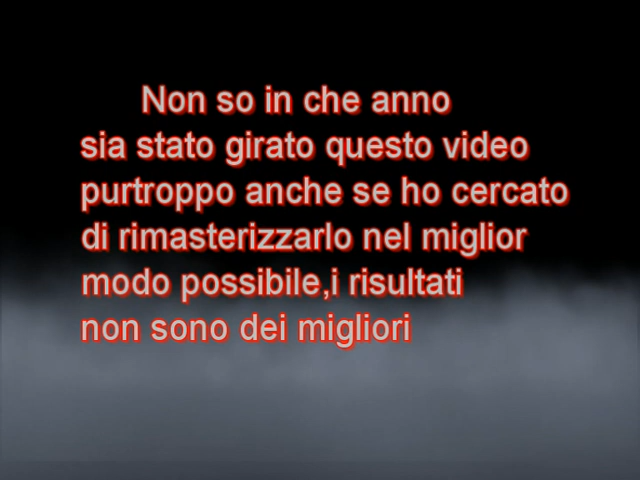 Non so in che anno
sia stato girato questo video
purtroppo anche se ho cercato
di rimasterizzarlo nel miglior
modo possibile,i risultati
non sono dei migliori